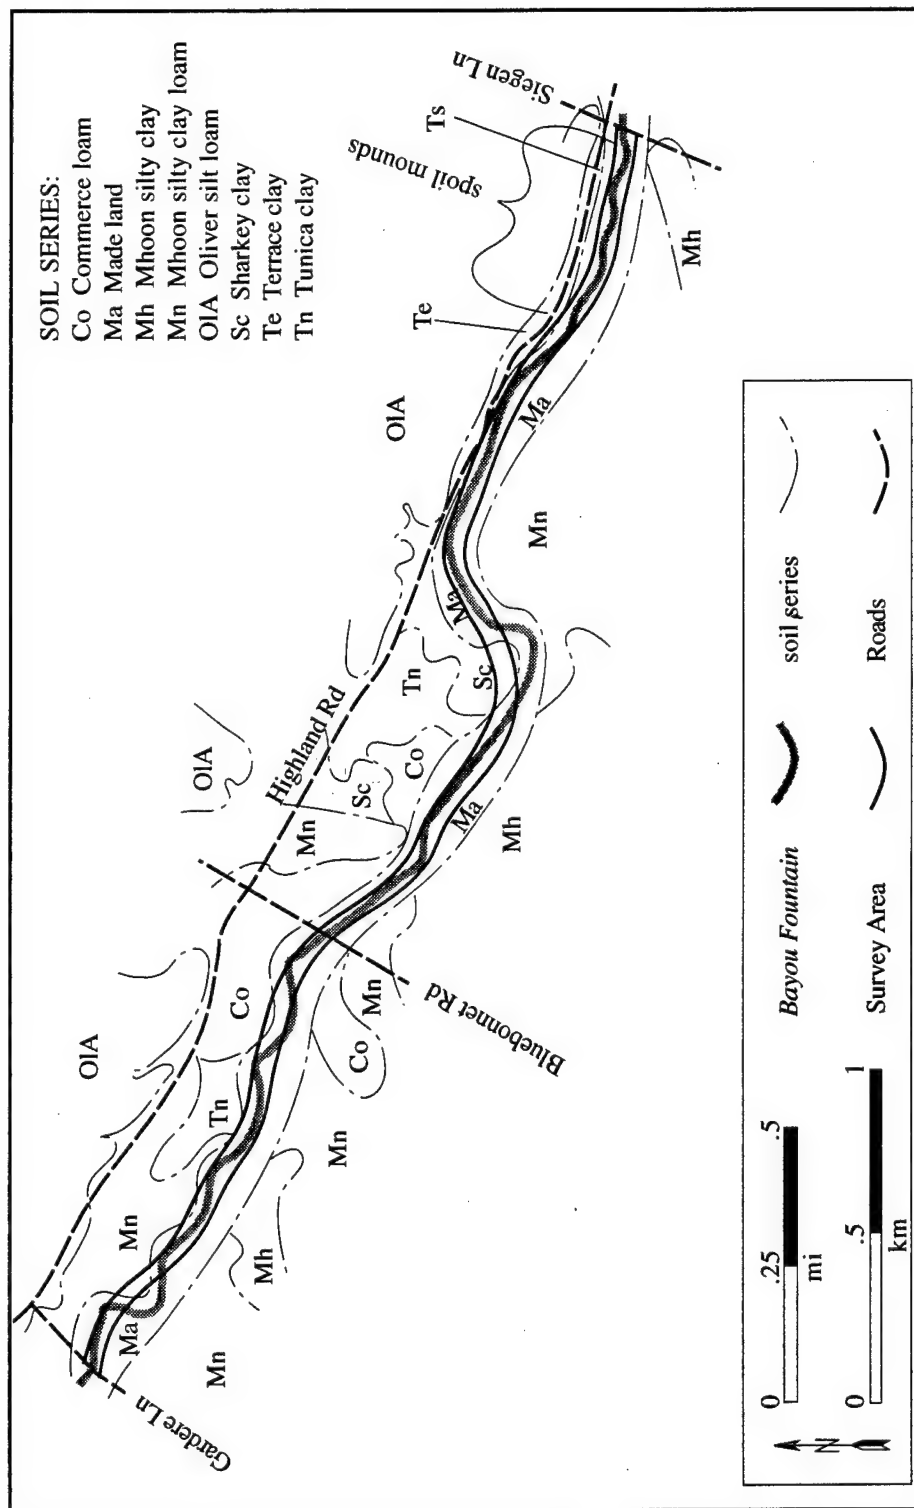 SOIL SERIES:
Co Commerce loam
Ma Made land
Mh Mhoon silty clay
Mn Mhoon silty clay loam
OlA Oliver silt loam
Sc Sharkey clay
Te Terrace clay
Tn Tunica clay
Gardere Ln
Ma
Mn
Mn
Mh
OlA
Tn
Co
Mn
Co
Mn
Bluebonnet Rd
OlA
Highland Rd
Mn
Sc
Co
Ma
Mh
Tn
Sc
Ma
Mn
OlA
Ma
Te
spoil mounds
Ts
Siegen Ln
Mh
N
0 .25 .5
mi
0 .5 1
km
Bayou Fountain
soil series
Survey Area
Roads